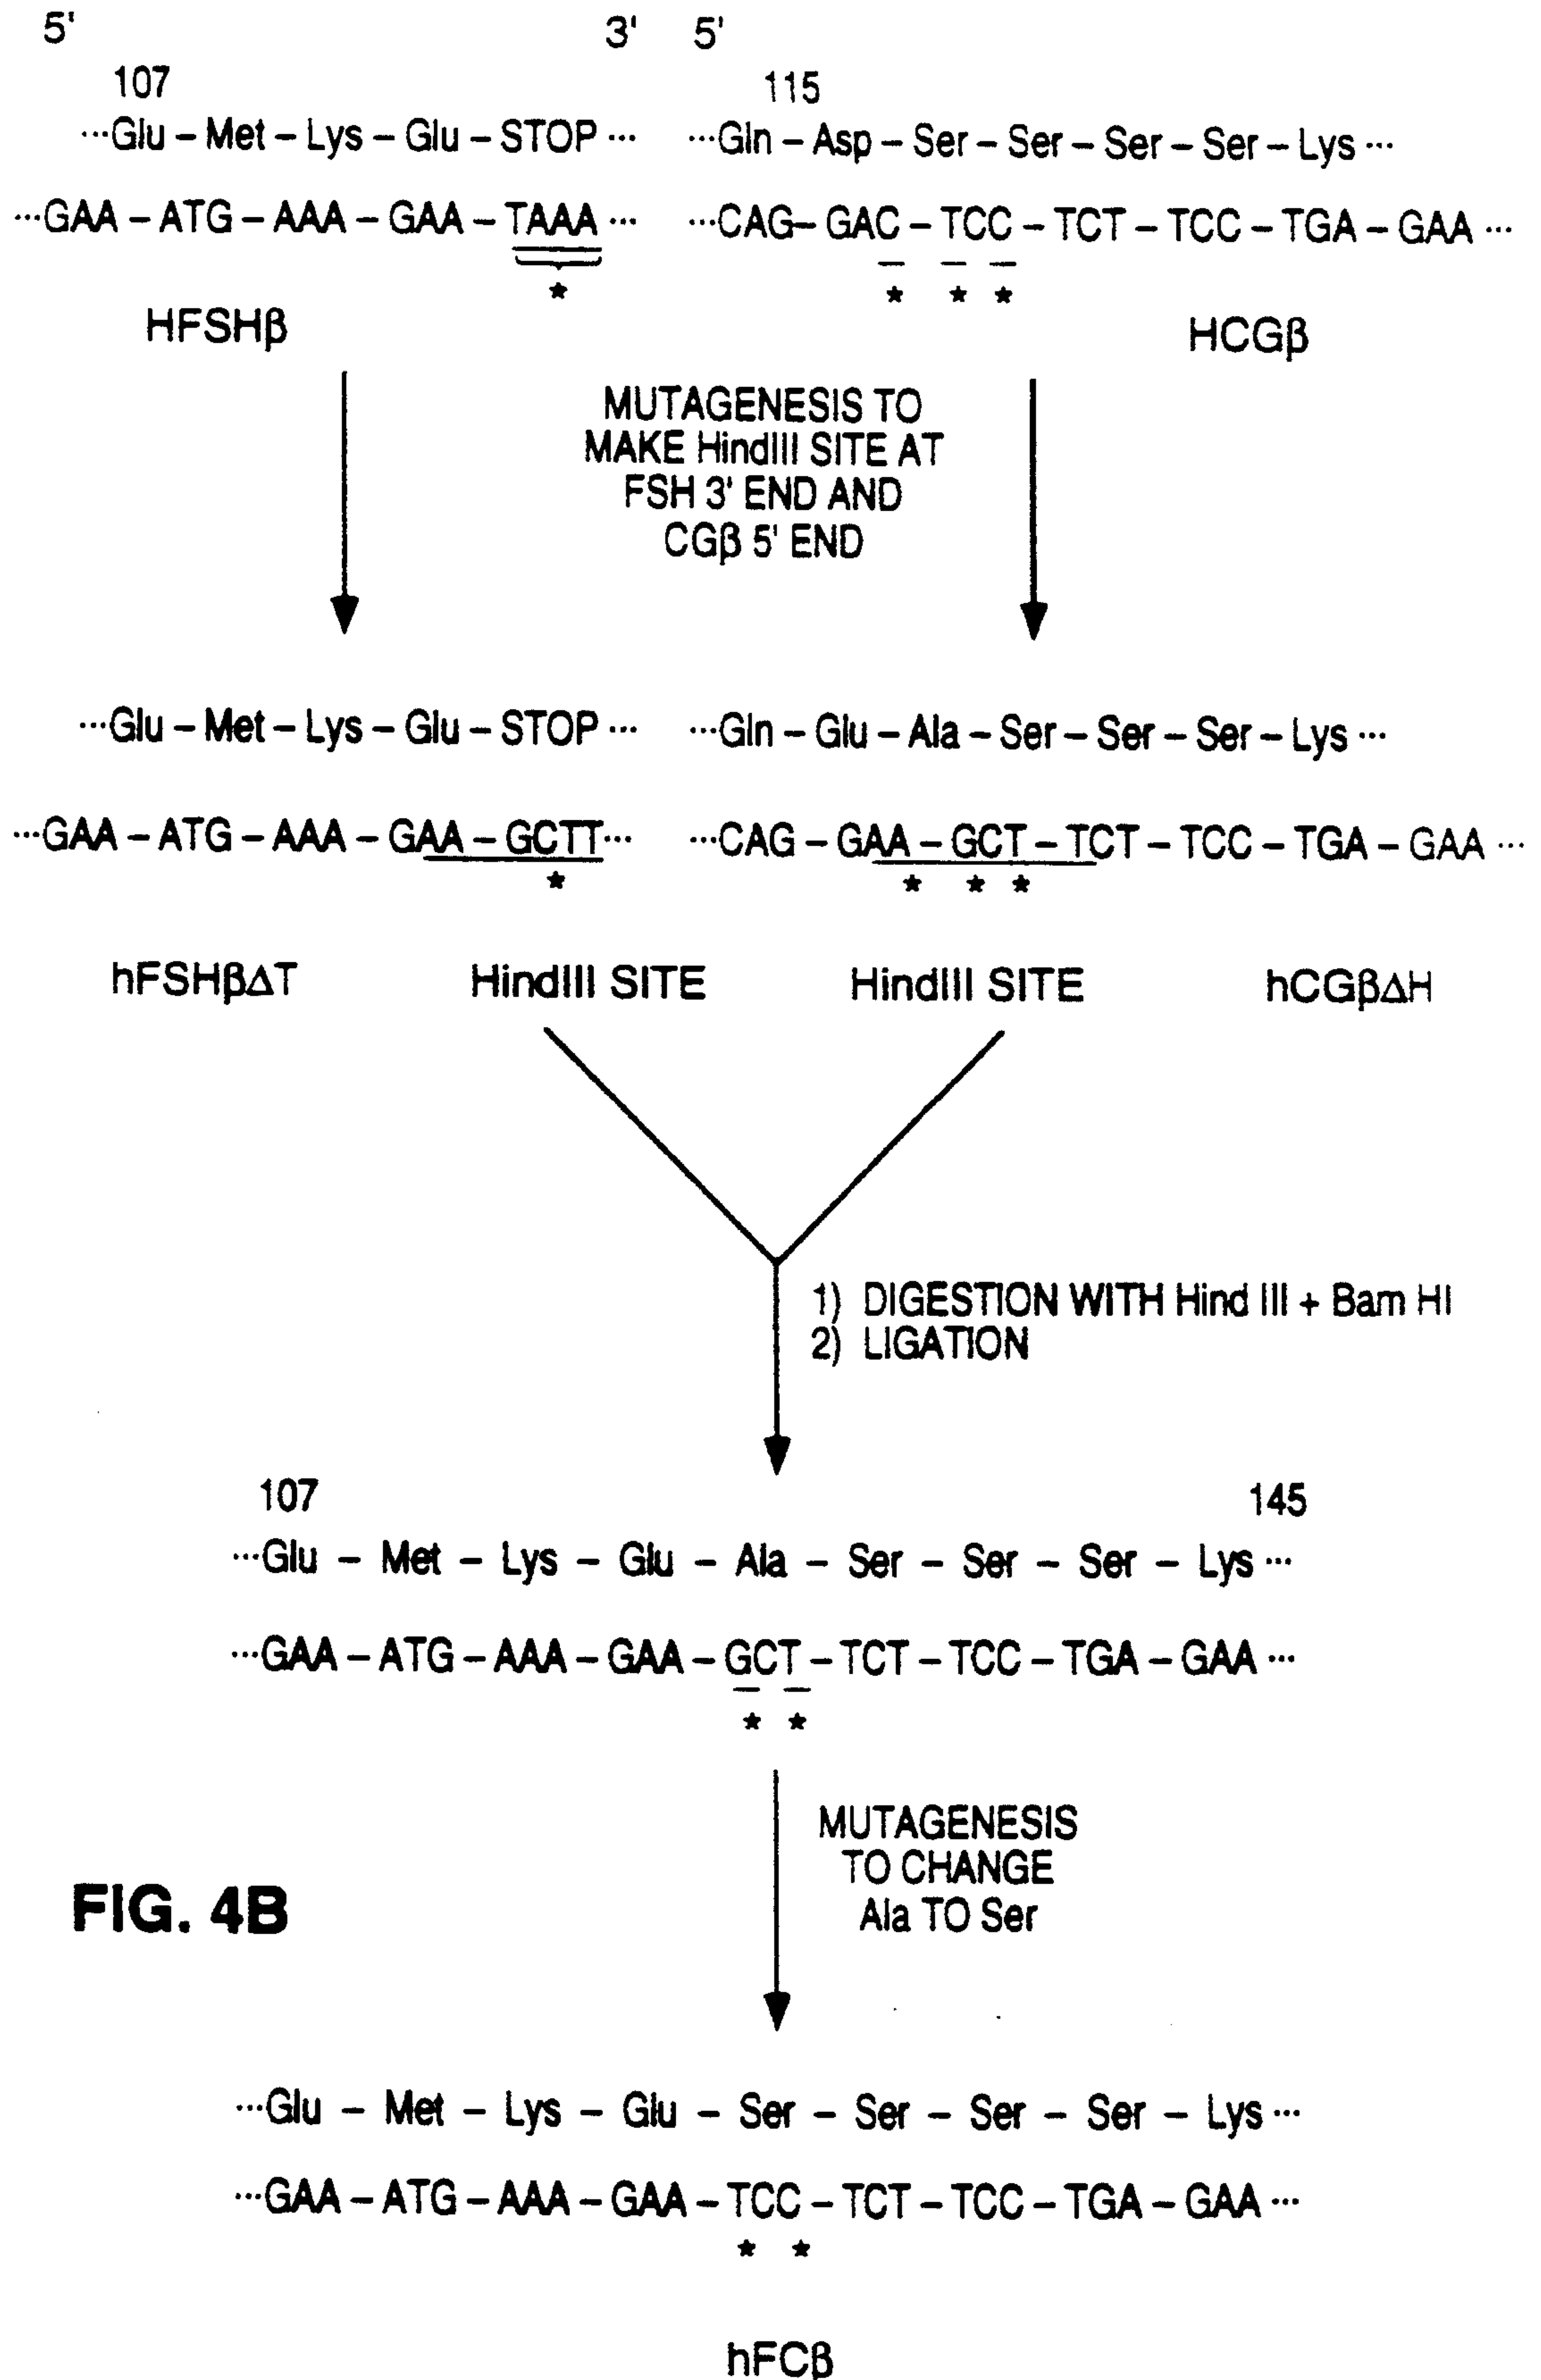 5' 3' 5'
107 115
···Glu – Met – Lys – Glu – STOP··· ···Gln – Asp – Ser – Ser – Ser – Ser – Lys···
···GAA – ATG – AAA – GAA – TAAA··· ···CAG– GAC – TCC – TCT – TCC – TGA – GAA···
* * * *
HFSHβ HCGβ
MUTAGENESIS TO
MAKE HindIII SITE AT
FSH 3' END AND
CGβ 5' END
···Glu – Met – Lys – Glu – STOP··· ···Gln – Glu – Ala – Ser – Ser – Ser – Lys···
···GAA – ATG – AAA – GAA – GCTT··· ···CAG – GAA – GCT – TCT – TCC – TGA – GAA···
* * * *
hFSHβΔT HindIII SITE HindIII SITE hCGβΔH
1) DIGESTION WITH Hind III + Bam HI
2) LIGATION
107 145
···Glu – Met – Lys – Glu – Ala – Ser – Ser – Ser – Lys···
···GAA – ATG – AAA – GAA – GCT – TCT – TCC – TGA – GAA···
* *
MUTAGENESIS
TO CHANGE
Ala TO Ser
FIG. 4B
···Glu – Met – Lys – Glu – Ser – Ser – Ser – Ser – Lys···
···GAA – ATG – AAA – GAA – TCC – TCT – TCC – TGA – GAA···
* *
hFCβ